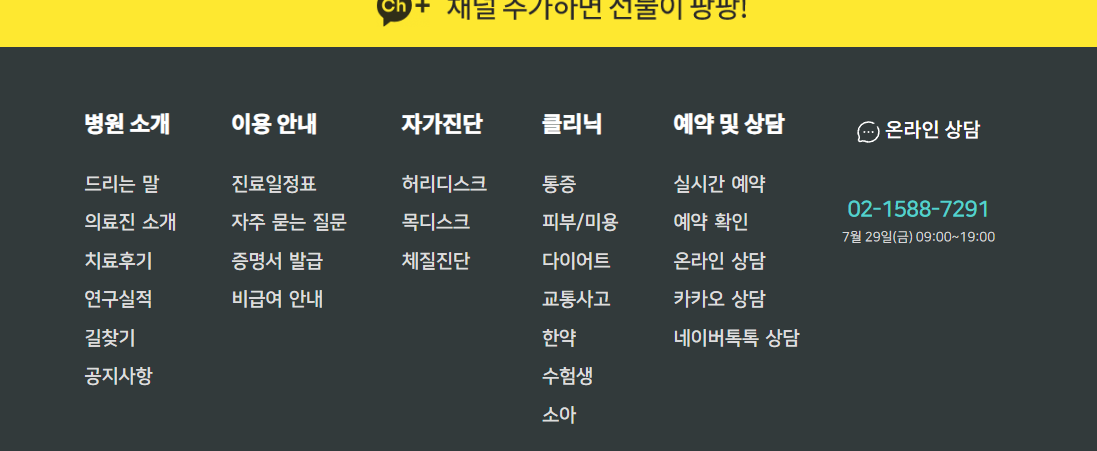 Ch+ 채널 추가하면 선물이 팡팡!
병원 소개
드리는 말
의료진 소개
치료후기
연구실적
길찾기
공지사항
이용 안내
진료일정표
자주 묻는 질문
증명서 발급
비급여 안내
자가진단
허리디스크
목디스크
체질진단
클리닉
통증
피부/미용
다이어트
교통사고
한약
수험생
소아
예약 및 상담
실시간 예약
예약 확인
온라인 상담
카카오 상담
네이버톡톡 상담
온라인 상담
02-1588-7291
7월 29일(금) 09:00~19:00